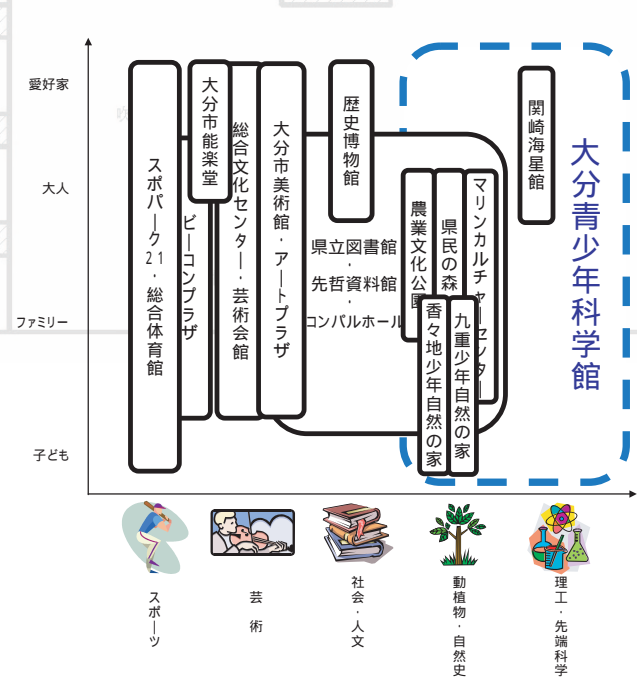 愛好家
大人
ファミリー
子ども
スポパーク21・総合体育館
ビーコンプラザ
大分市能楽堂
総合文化センター・芸術会館
大分市美術館・アートプラザ
歴史博物館
県立図書館
・
先哲資料館
・
コンパルホール
農業文化公園
県民の森
マリンカルチャーセンター
香々地少年自然の家
九重少年自然の家
関崎海星館
大分青少年科学館
スポーツ
芸術
社会・人文
動植物・自然史
理工・先端科学